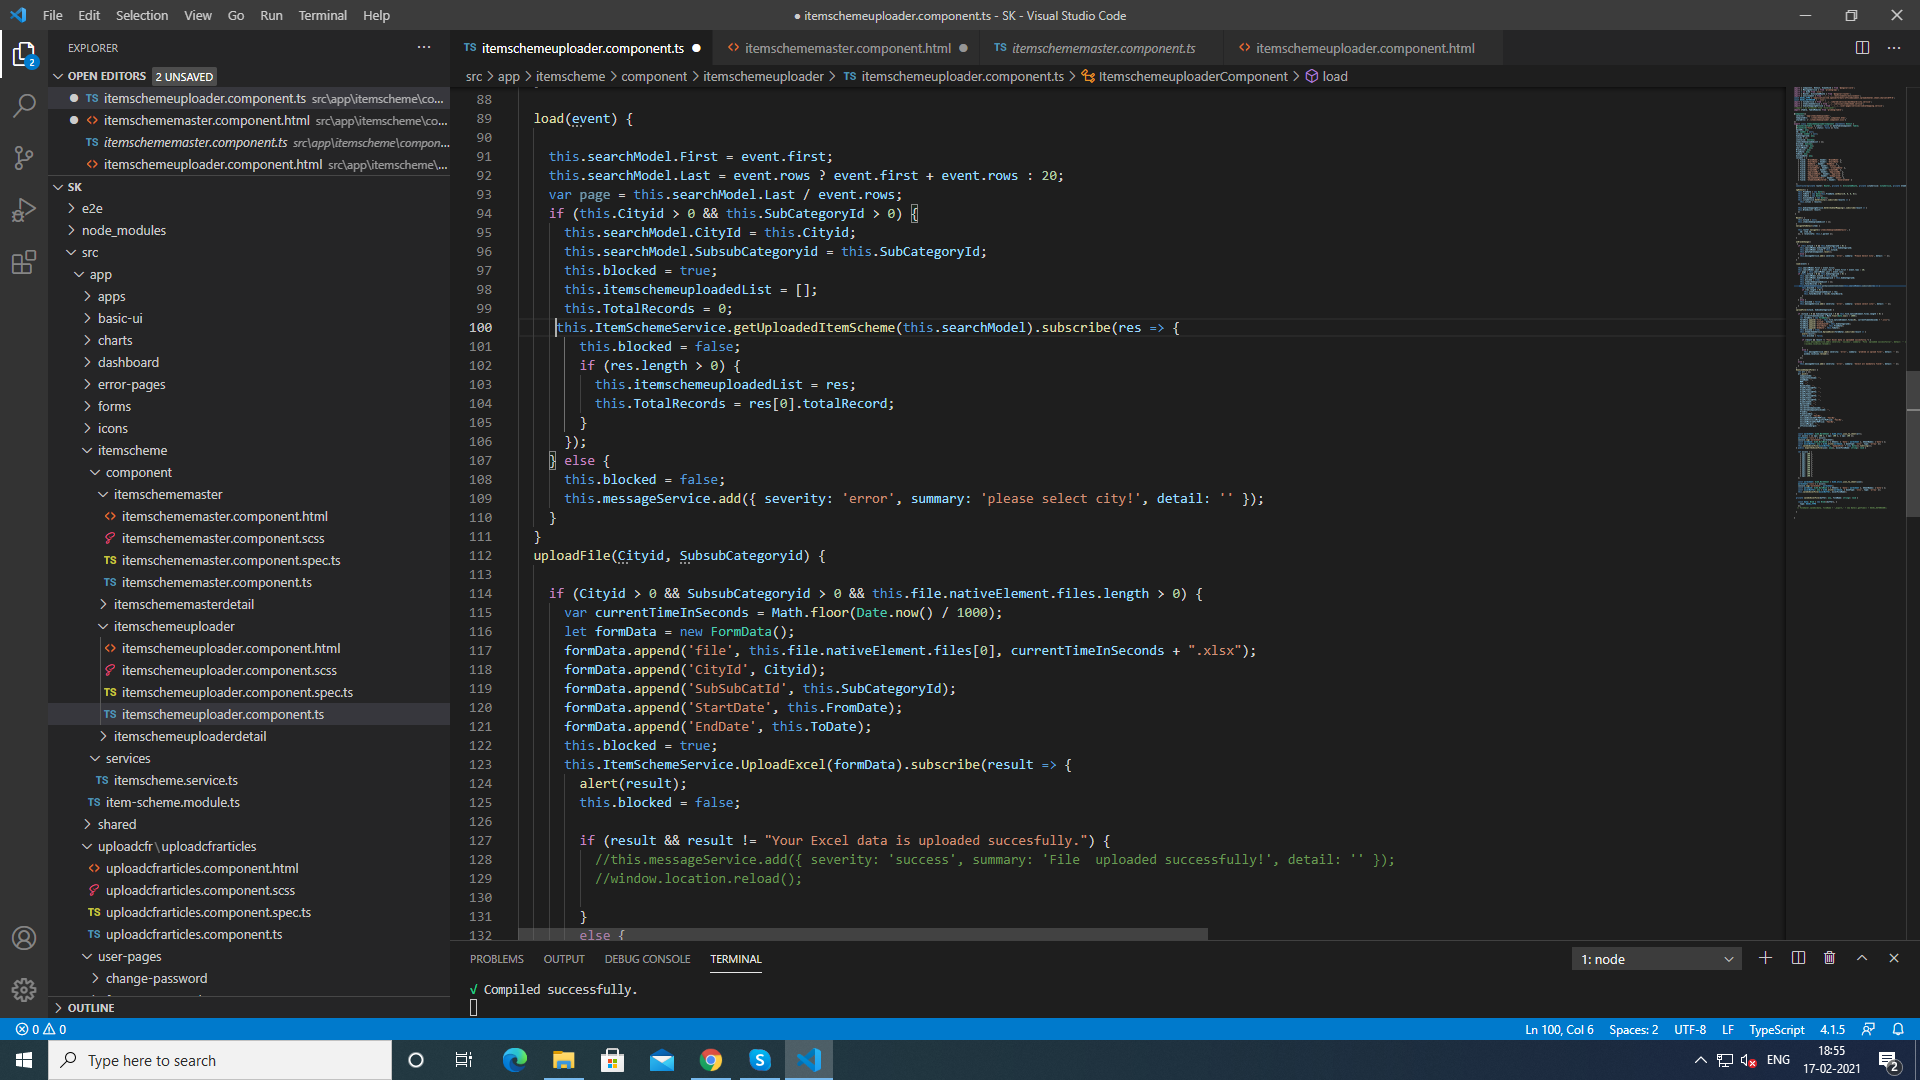 File Edit Selection View Go Run Terminal Help
● itemschemeuploader.component.ts - SK - Visual Studio Code
EXPLORER
OPEN EDITORS 2 UNSAVED
TS itemschemeuploader.component.ts src\app\itemscheme\co...
<> itemschememaster.component.html src\app\itemscheme\co...
TS itemschememaster.component.ts src\app\itemscheme\compon...
<> itemschemeuploader.component.html src\app\itemscheme\...
SK
e2e
node_modules
src
app
apps
basic-ui
charts
dashboard
error-pages
forms
icons
itemscheme
component
itemschememaster
<> itemschememaster.component.html
itemschememaster.component.scss
TS itemschememaster.component.spec.ts
TS itemschememaster.component.ts
itemschememasterdetail
itemschemeuploader
<> itemschemeuploader.component.html
itemschemeuploader.component.scss
TS itemschemeuploader.component.spec.ts
TS itemschemeuploader.component.ts
itemschemeuploaderdetail
services
TS itemscheme.service.ts
TS item-scheme.module.ts
shared
uploadcfr\uploadcfrarticles
<> uploadcfrarticles.component.html
uploadcfrarticles.component.scss
TS uploadcfrarticles.component.spec.ts
TS uploadcfrarticles.component.ts
user-pages
change-password
OUTLINE
TS itemschemeuploader.component.ts ● <> itemschememaster.component.html ● TS itemschememaster.component.ts <> itemschemeuploader.component.html
src > app > itemscheme > component > itemschemeuploader > TS itemschemeuploader.component.ts > ItemschemeuploaderComponent > load
88
89 load(event) {
90
91 this.searchModel.First = event.first;
92 this.searchModel.Last = event.rows ? event.first + event.rows : 20;
93 var page = this.searchModel.Last / event.rows;
94 if (this.Cityid > 0 && this.SubCategoryId > 0) {
95 this.searchModel.CityId = this.Cityid;
96 this.searchModel.SubsubCategoryid = this.SubCategoryId;
97 this.blocked = true;
98 this.itemschemeuploadedList = [];
99 this.TotalRecords = 0;
100 this.ItemSchemeService.getUploadedItemScheme(this.searchModel).subscribe(res => {
101 this.blocked = false;
102 if (res.length > 0) {
103 this.itemschemeuploadedList = res;
104 this.TotalRecords = res[0].totalRecord;
105 }
106 });
107 } else {
108 this.blocked = false;
109 this.messageService.add({ severity: 'error', summary: 'please select city!', detail: '' });
110 }
111 }
112 uploadFile(Cityid, SubsubCategoryid) {
113
114 if (Cityid > 0 && SubsubCategoryid > 0 && this.file.nativeElement.files.length > 0) {
115 var currentTimeInSeconds = Math.floor(Date.now() / 1000);
116 let formData = new FormData();
117 formData.append('file', this.file.nativeElement.files[0], currentTimeInSeconds + ".xlsx");
118 formData.append('CityId', Cityid);
119 formData.append('SubSubCatId', this.SubCategoryId);
120 formData.append('StartDate', this.FromDate);
121 formData.append('EndDate', this.ToDate);
122 this.blocked = true;
123 this.ItemSchemeService.UploadExcel(formData).subscribe(result => {
124 alert(result);
125 this.blocked = false;
126
127 if (result && result != "Your Excel data is uploaded succesfully.") {
128 //this.messageService.add({ severity: 'success', summary: 'File  uploaded successfully!', detail: '' });
129 //window.location.reload();
130
131 }
132 else {
PROBLEMS OUTPUT DEBUG CONSOLE TERMINAL
1: node
√ Compiled successfully.
0 0
Ln 100, Col 6 Spaces: 2 UTF-8 LF TypeScript 4.1.5
Type here to search
ENG
18:55
17-02-2021
2